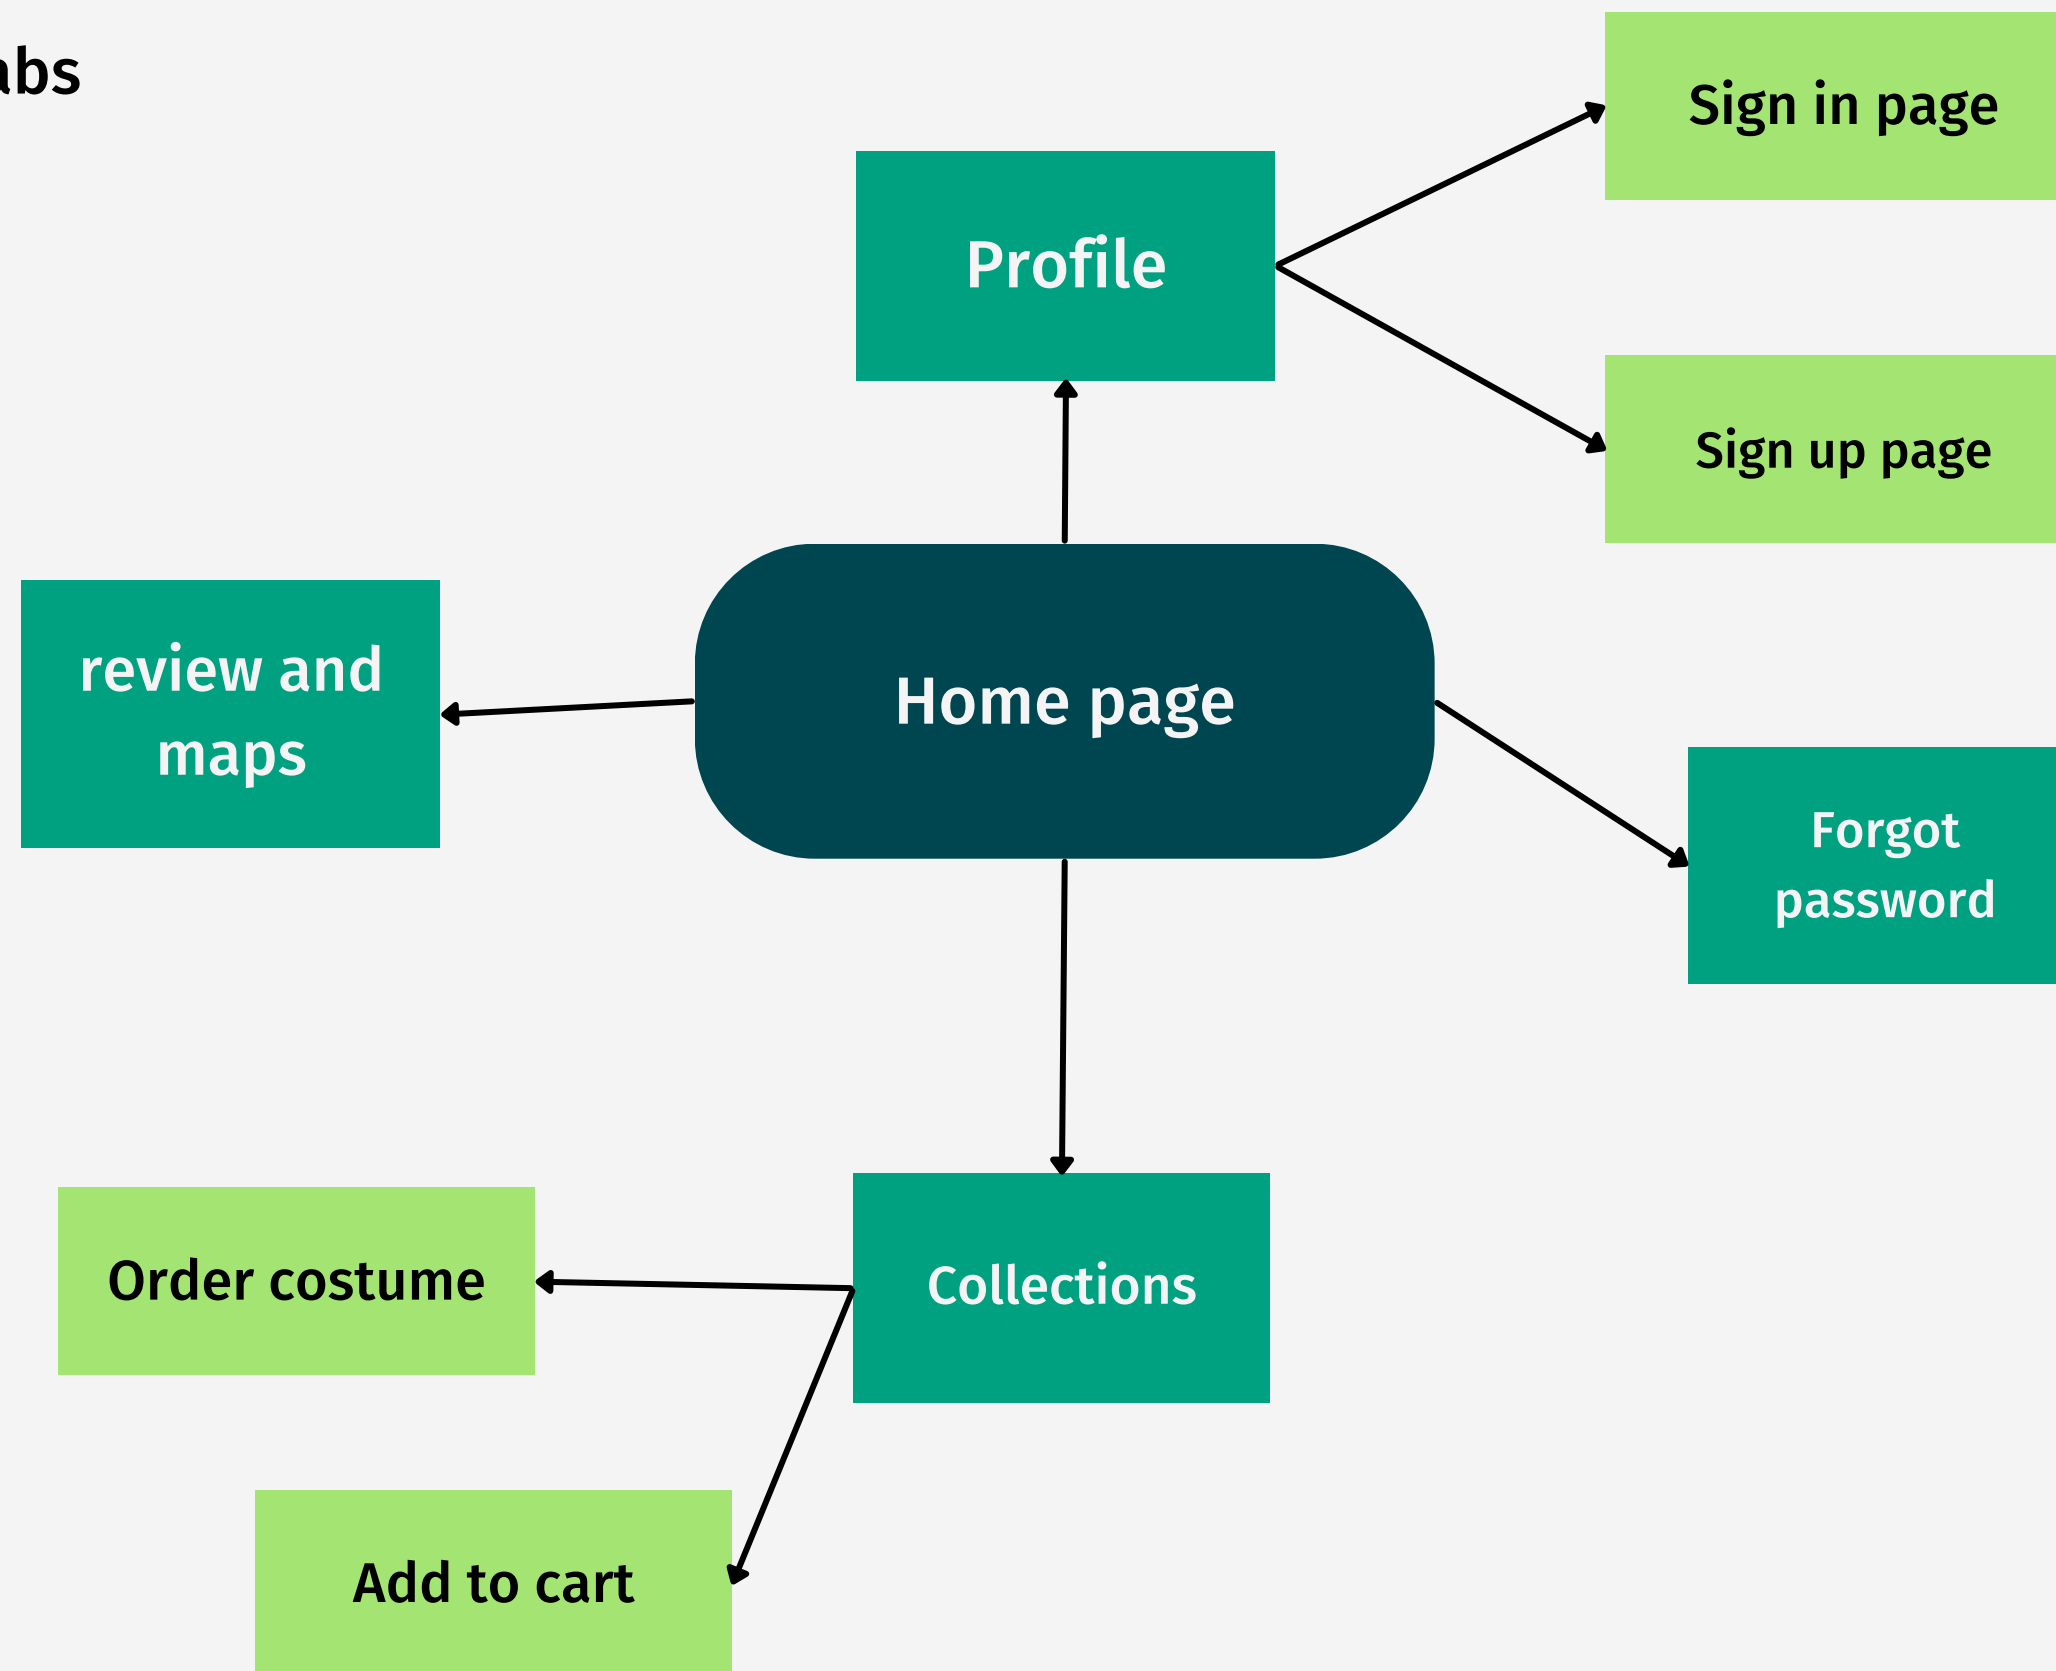 abs
Sign in page
Profile
Sign up page
review and
maps
Home page
Forgot
password
Order costume
Collections
Add to cart